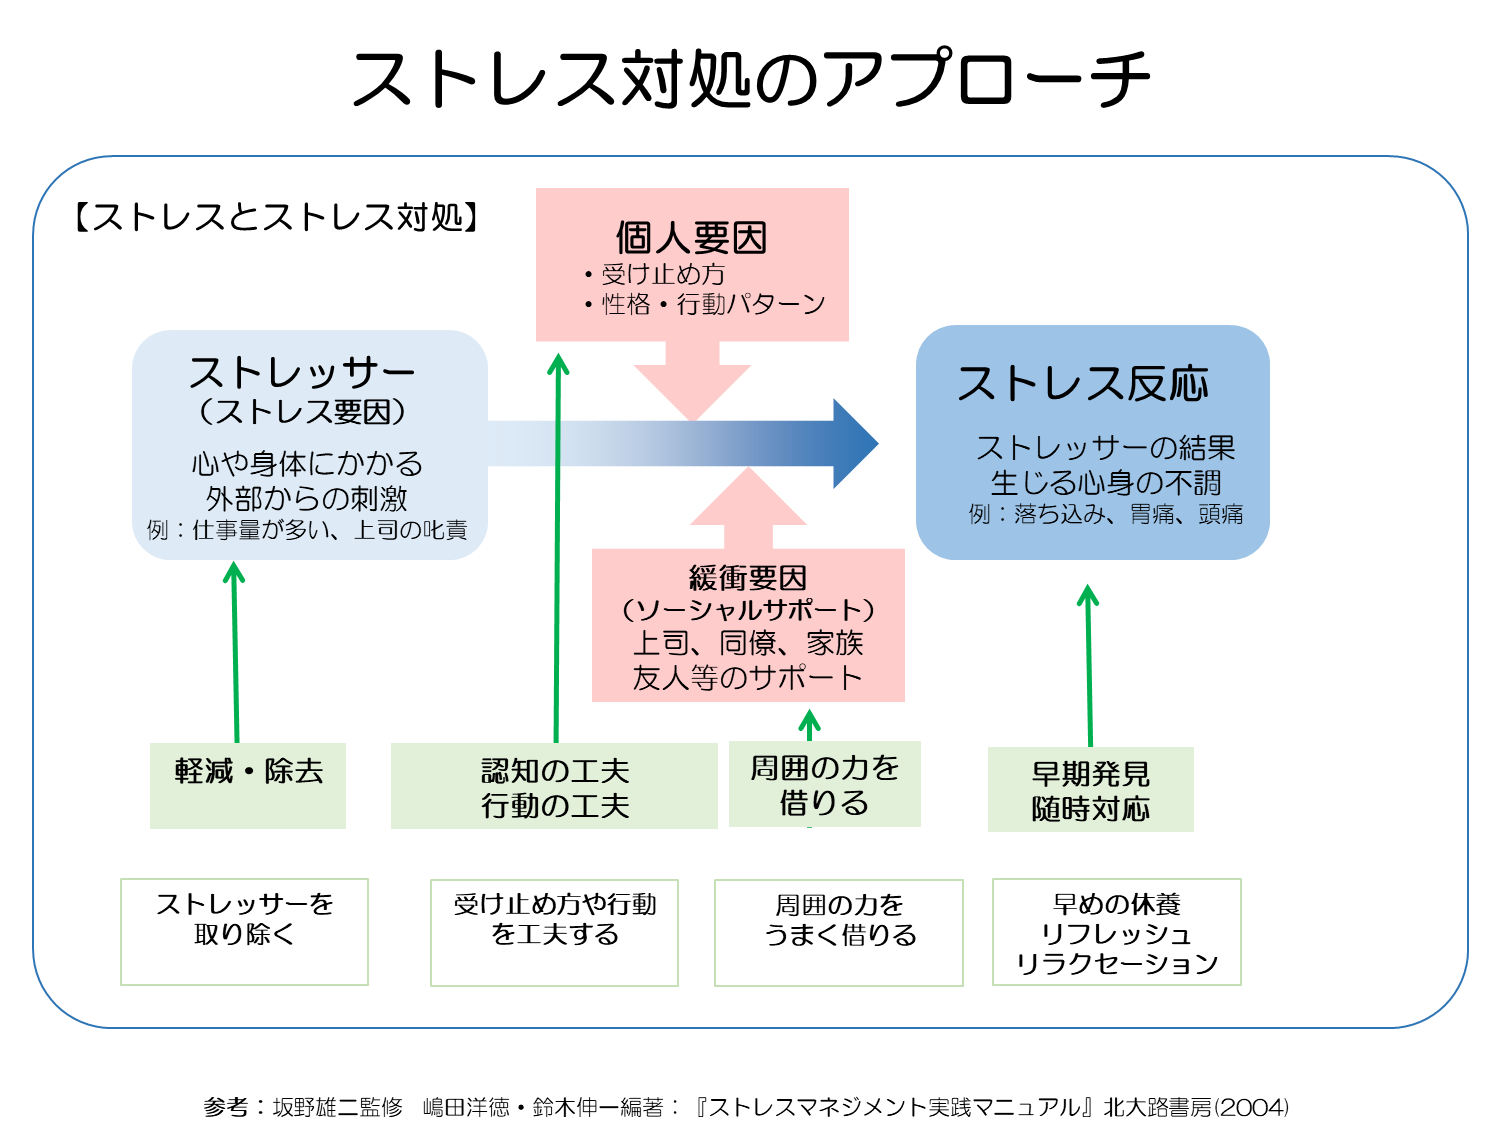 ストレス対処のアプローチ
【ストレスとストレス対処】
個人要因
・受け止め方
・性格・行動パターン
ストレッサー
（ストレス要因）
心や身体にかかる
外部からの刺激
例：仕事量が多い、上司の叱責
ストレス反応
ストレッサーの結果
生じる心身の不調
例：落ち込み、胃痛、頭痛
緩衝要因
（ソーシャルサポート）
上司、同僚、家族
友人等のサポート
軽減・除去
認知の工夫
行動の工夫
周囲の力を
借りる
早期発見
随時対応
ストレッサーを
取り除く
受け止め方や行動
を工夫する
周囲の力を
うまく借りる
早めの休養
リフレッシュ
リラクセーション
参考：坂野雄二監修　嶋田洋徳・鈴木伸一編著：『ストレスマネジメント実践マニュアル』北大路書房(2004)